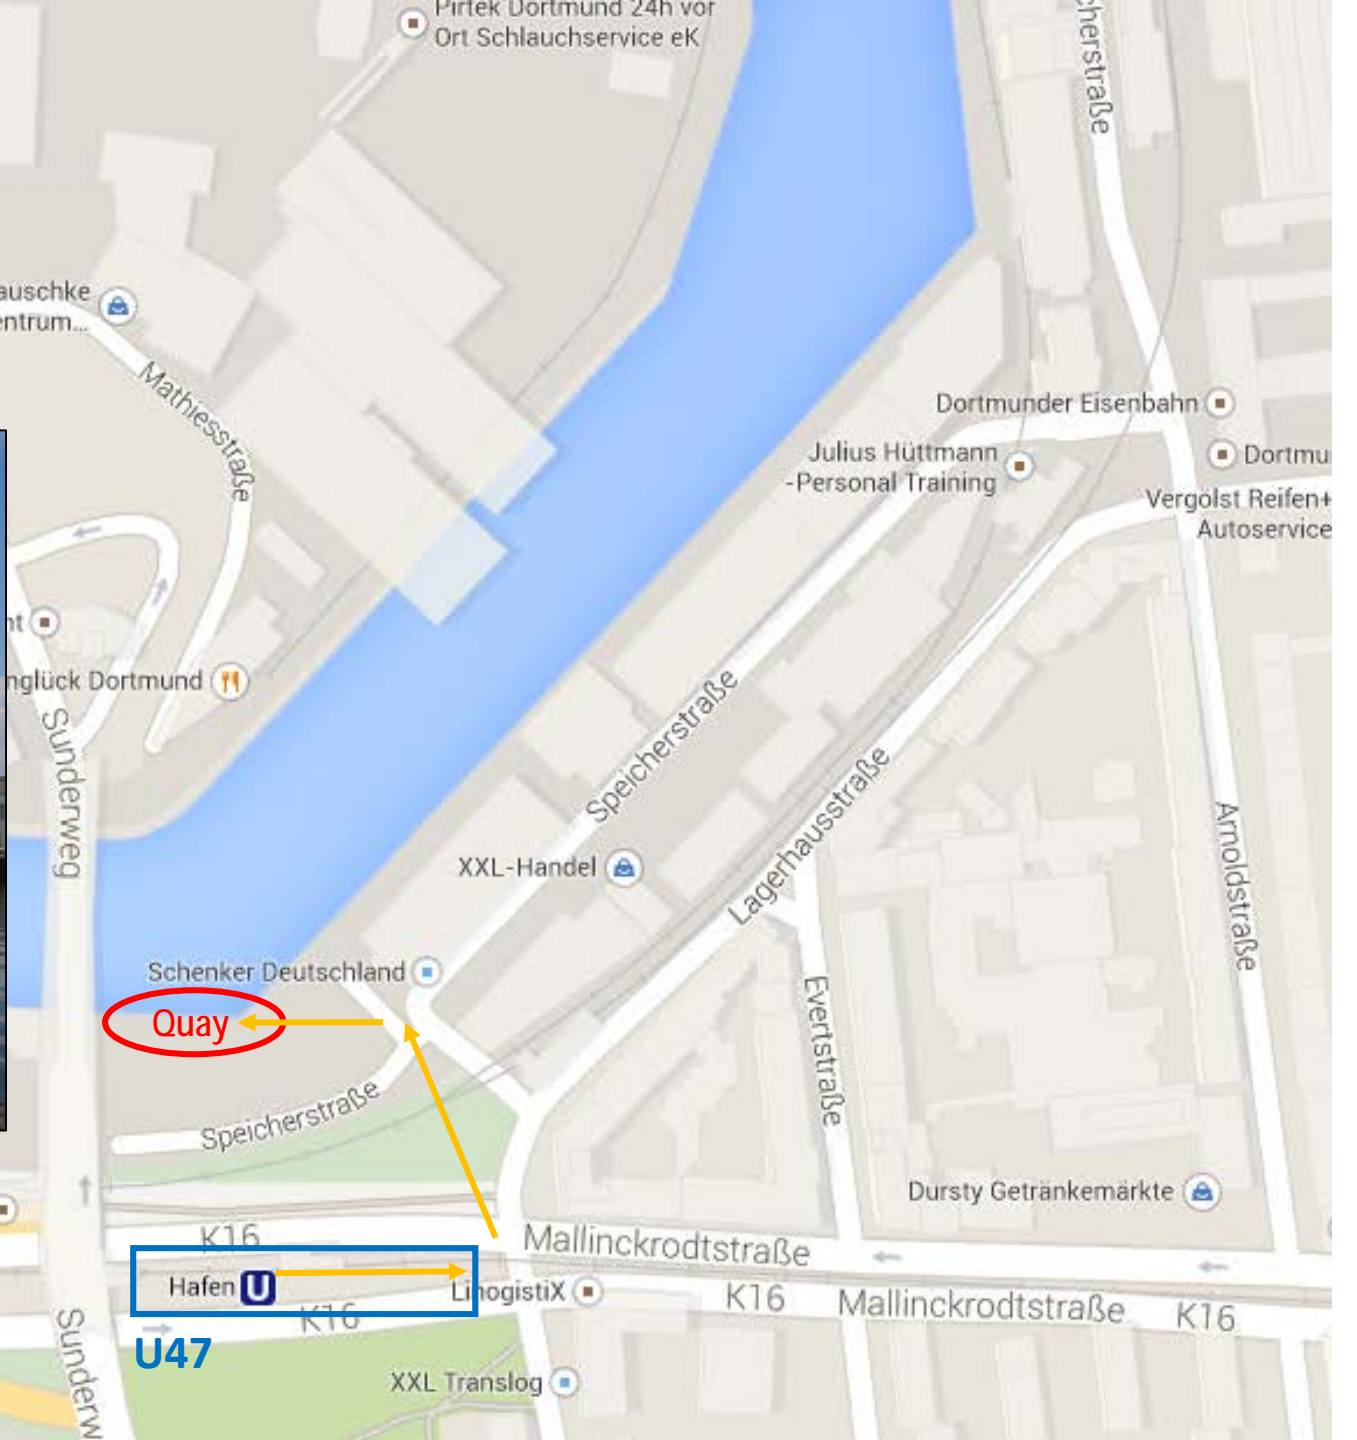 Pirtek Dortmund 24h vor
Ort Schlauchservice eK
cherstraße
auschke
entrum...
Mathiesstraße
Dortmunder Eisenbahn
Julius Hüttmann
-Personal Training
Dortmu
Vergölst Reifen+
Autoservice
nt
nglück Dortmund
Sunderweg
Speicherstraße
Lagerhausstraße
XXL-Handel
Arnoldstraße
Schenker Deutschland
Quay
Evertstraße
Speicherstraße
Dursty Getränkemärkte
K16
Mallinckrodtstraße
Hafen U
LinogistiX
K16
K16
Mallinckrodtstraße
K16
U47
Sunderw
XXL Translog